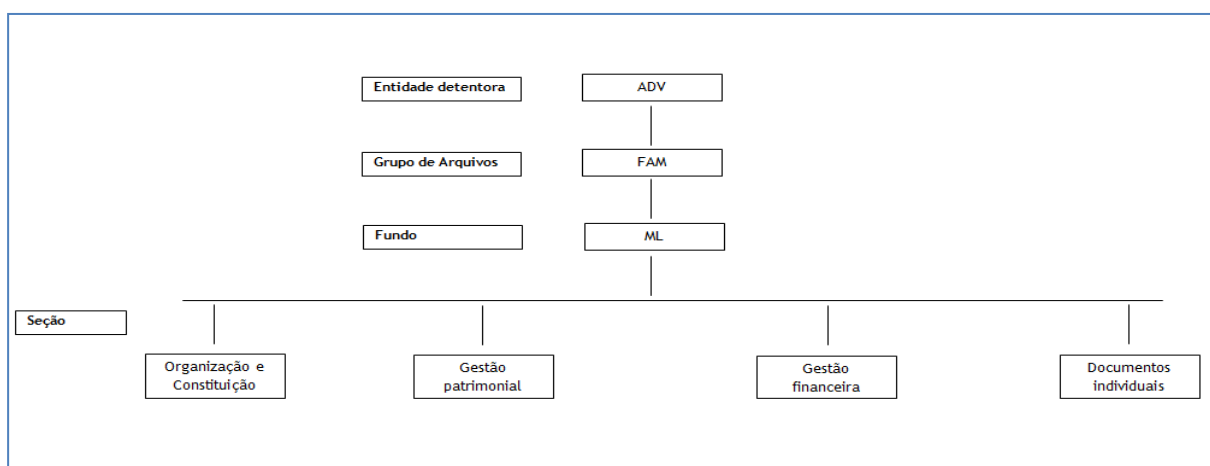 Entidade detentora
ADV
Grupo de Arquivos
FAM
Fundo
ML
Seção
Organização e
Constituição
Gestão
patrimonial
Gestão
financeira
Documentos
individuais